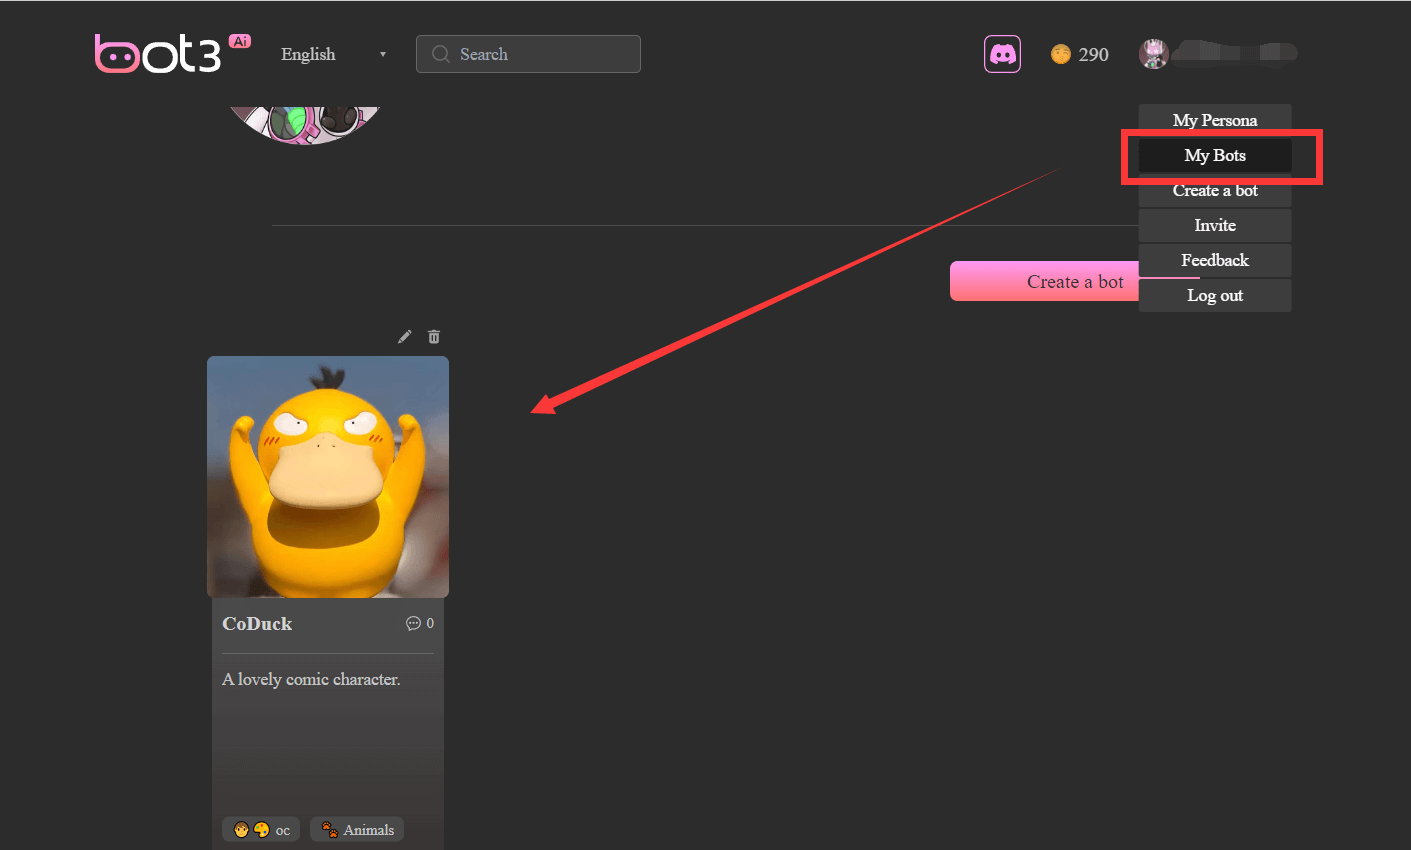 bot3 Ai
English
Search
290
My Persona
My Bots
Create a bot
Invite
Feedback
Create a bot
Log out
CoDuck
0
A lovely comic character.
oc
Animals